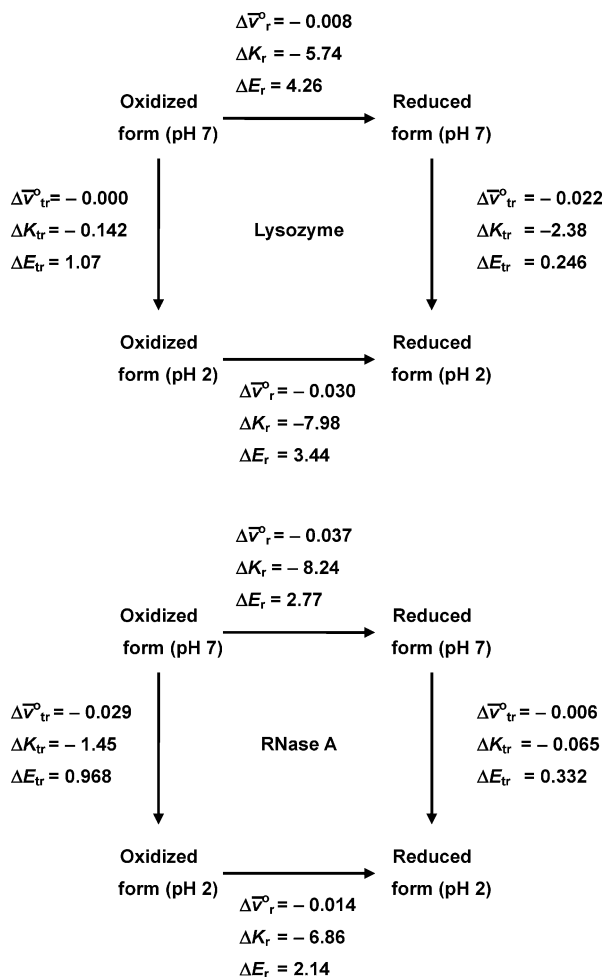 Δv̅°r = – 0.008
ΔKr = – 5.74
ΔEr = 4.26
Oxidized
form (pH 7)
Reduced
form (pH 7)
Δv̅°tr = – 0.000
ΔKtr = – 0.142
ΔEtr = 1.07
Lysozyme
Δv̅°tr = – 0.022
ΔKtr = –2.38
ΔEtr = 0.246
Oxidized
form (pH 2)
Reduced
form (pH 2)
Δv̅°r = – 0.030
ΔKr = –7.98
ΔEr = 3.44
Δv̅°r = – 0.037
ΔKr = – 8.24
ΔEr = 2.77
Oxidized
form (pH 7)
Reduced
form (pH 7)
Δv̅°tr = – 0.029
ΔKtr = – 1.45
ΔEtr = 0.968
RNase A
Δv̅°tr = – 0.006
ΔKtr = – 0.065
ΔEtr = 0.332
Oxidized
form (pH 2)
Reduced
form (pH 2)
Δv̅°r = – 0.014
ΔKr = – 6.86
ΔEr = 2.14